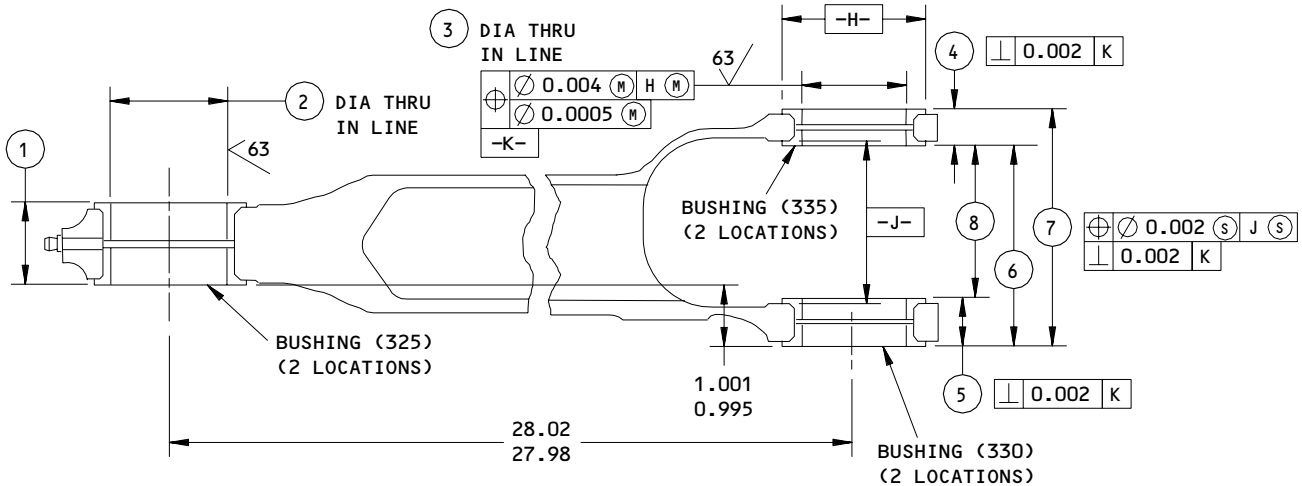 3 DIA THRU
IN LINE
⌖ ⌀ 0.004 Ⓜ H Ⓜ
⌀ 0.0005 Ⓜ
-K-
63
-H-
4 ⊥ 0.002 K
2 DIA THRU
IN LINE
63
1
BUSHING (335)
(2 LOCATIONS)
-J-
8
6
7
⌖ ⌀ 0.002 Ⓢ J Ⓢ
⊥ 0.002 K
BUSHING (325)
(2 LOCATIONS)
1.001
0.995
5 ⊥ 0.002 K
28.02
27.98
BUSHING (330)
(2 LOCATIONS)